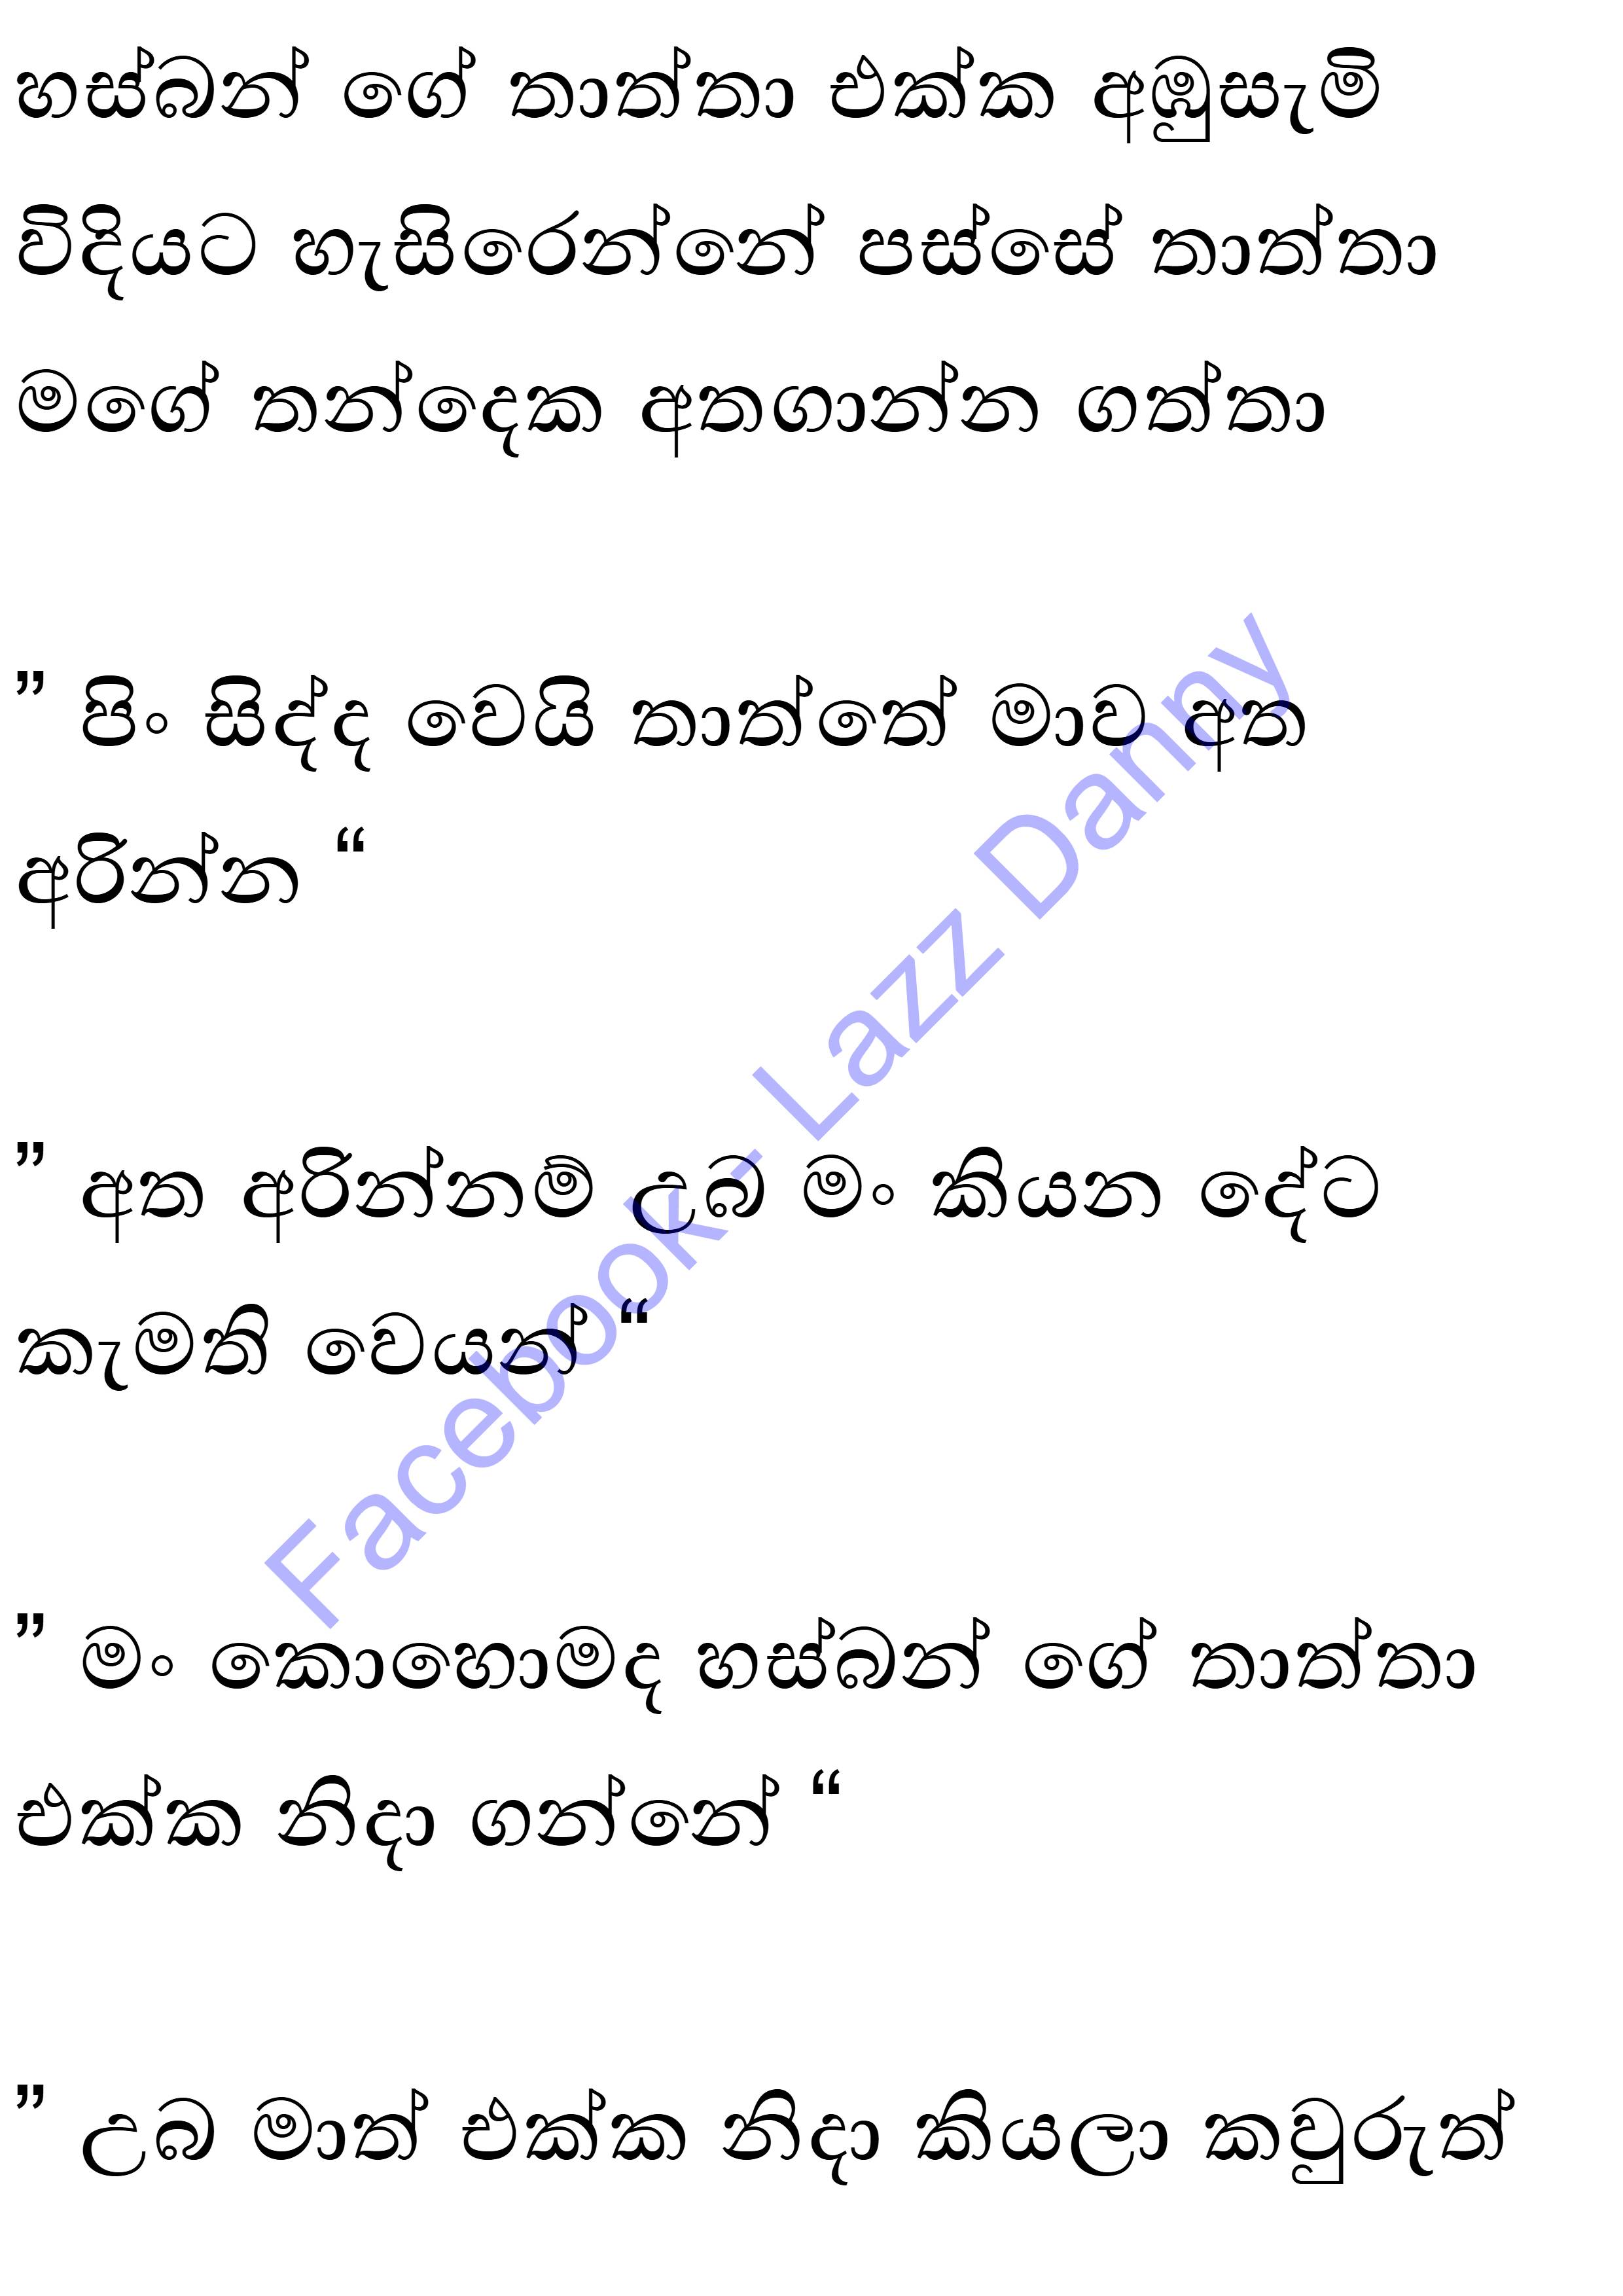 හස්බන් ගේ තාත්තා එක්ක අඹුසැමි
විදියට හැසිරෙන්නේ පස්සේ තාත්තා
මගේ තන්දෙක අතගාන්න ගත්තා
” පිං සිද්ද වෙයි තාත්තේ මාව අත
අරින්න “
” අත අරින්නම් උබ මං කියන දේට
කැමති වෙයන් “
” මං කොහොමද හස්බන් ගේ තාත්තා
එක්ක නිදා ගන්නේ “
” උබ මාත් එක්ක නිදා කියලා කවුරුත්
Facebook - Lazz Danny